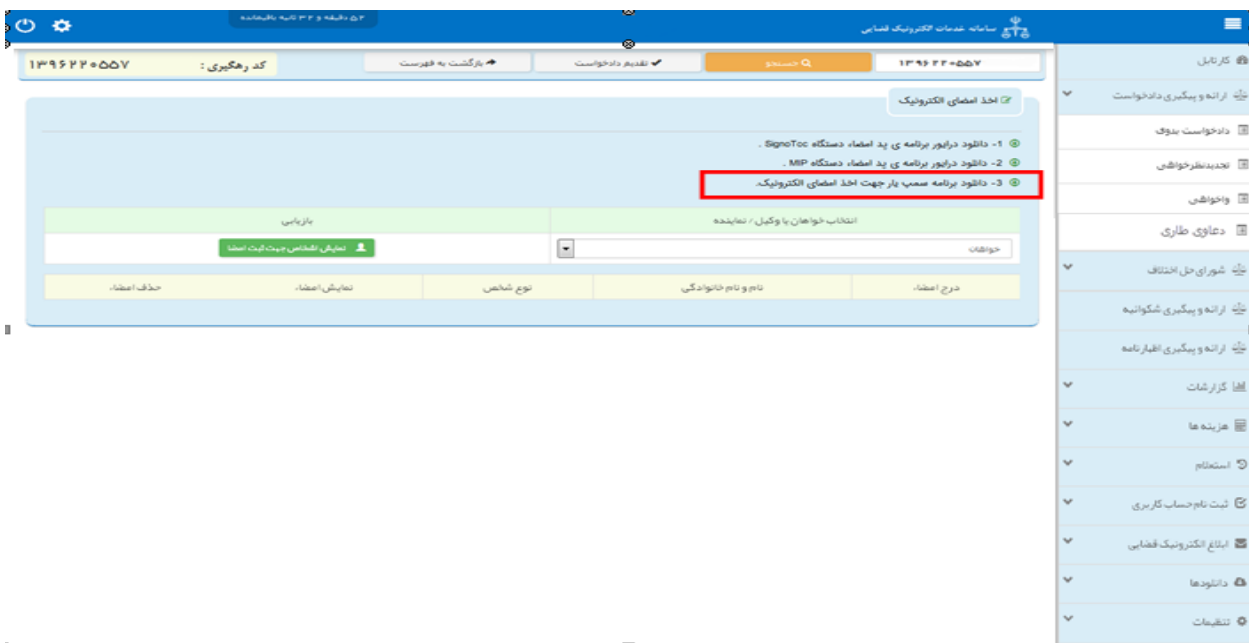 سامانه خدمات الکترونیک قضایی
۵۲ دقیقه و ۳۲ ثانیه باقیمانده
۱۳۹۶۲۲۰۵۵۷
جستجو
تقدیم دادخواست
بازگشت به فهرست
کد رهگیری :
۱۳۹۶۲۲۰۵۵۷
اخذ امضای الکترونیک
1- دانلود درایور برنامه ی پد امضاء دستگاه SignoToc .
2- دانلود درایور برنامه ی پد امضاء دستگاه MIP .
3- دانلود برنامه سمپ یار جهت اخذ امضای الکترونیک.
انتخاب خواهان یا وکیل / نماینده
بازیابی
خواهان
نمایش اشخاص جهت ثبت امضا
درج امضاء
نام و نام خانوادگی
نوع شخص
نمایش امضاء
حذف امضاء
کارتابل
ارائه و پیگیری دادخواست
دادخواست بدوی
تجدیدنظرخواهی
واخواهی
دعاوی طاری
شورای حل اختلاف
ارائه و پیگیری شکوائیه
ارائه و پیگیری اظهارنامه
گزارشات
هزینه ها
استعلام
ثبت نام حساب کاربری
ابلاغ الکترونیک قضایی
دانلودها
تنظیمات